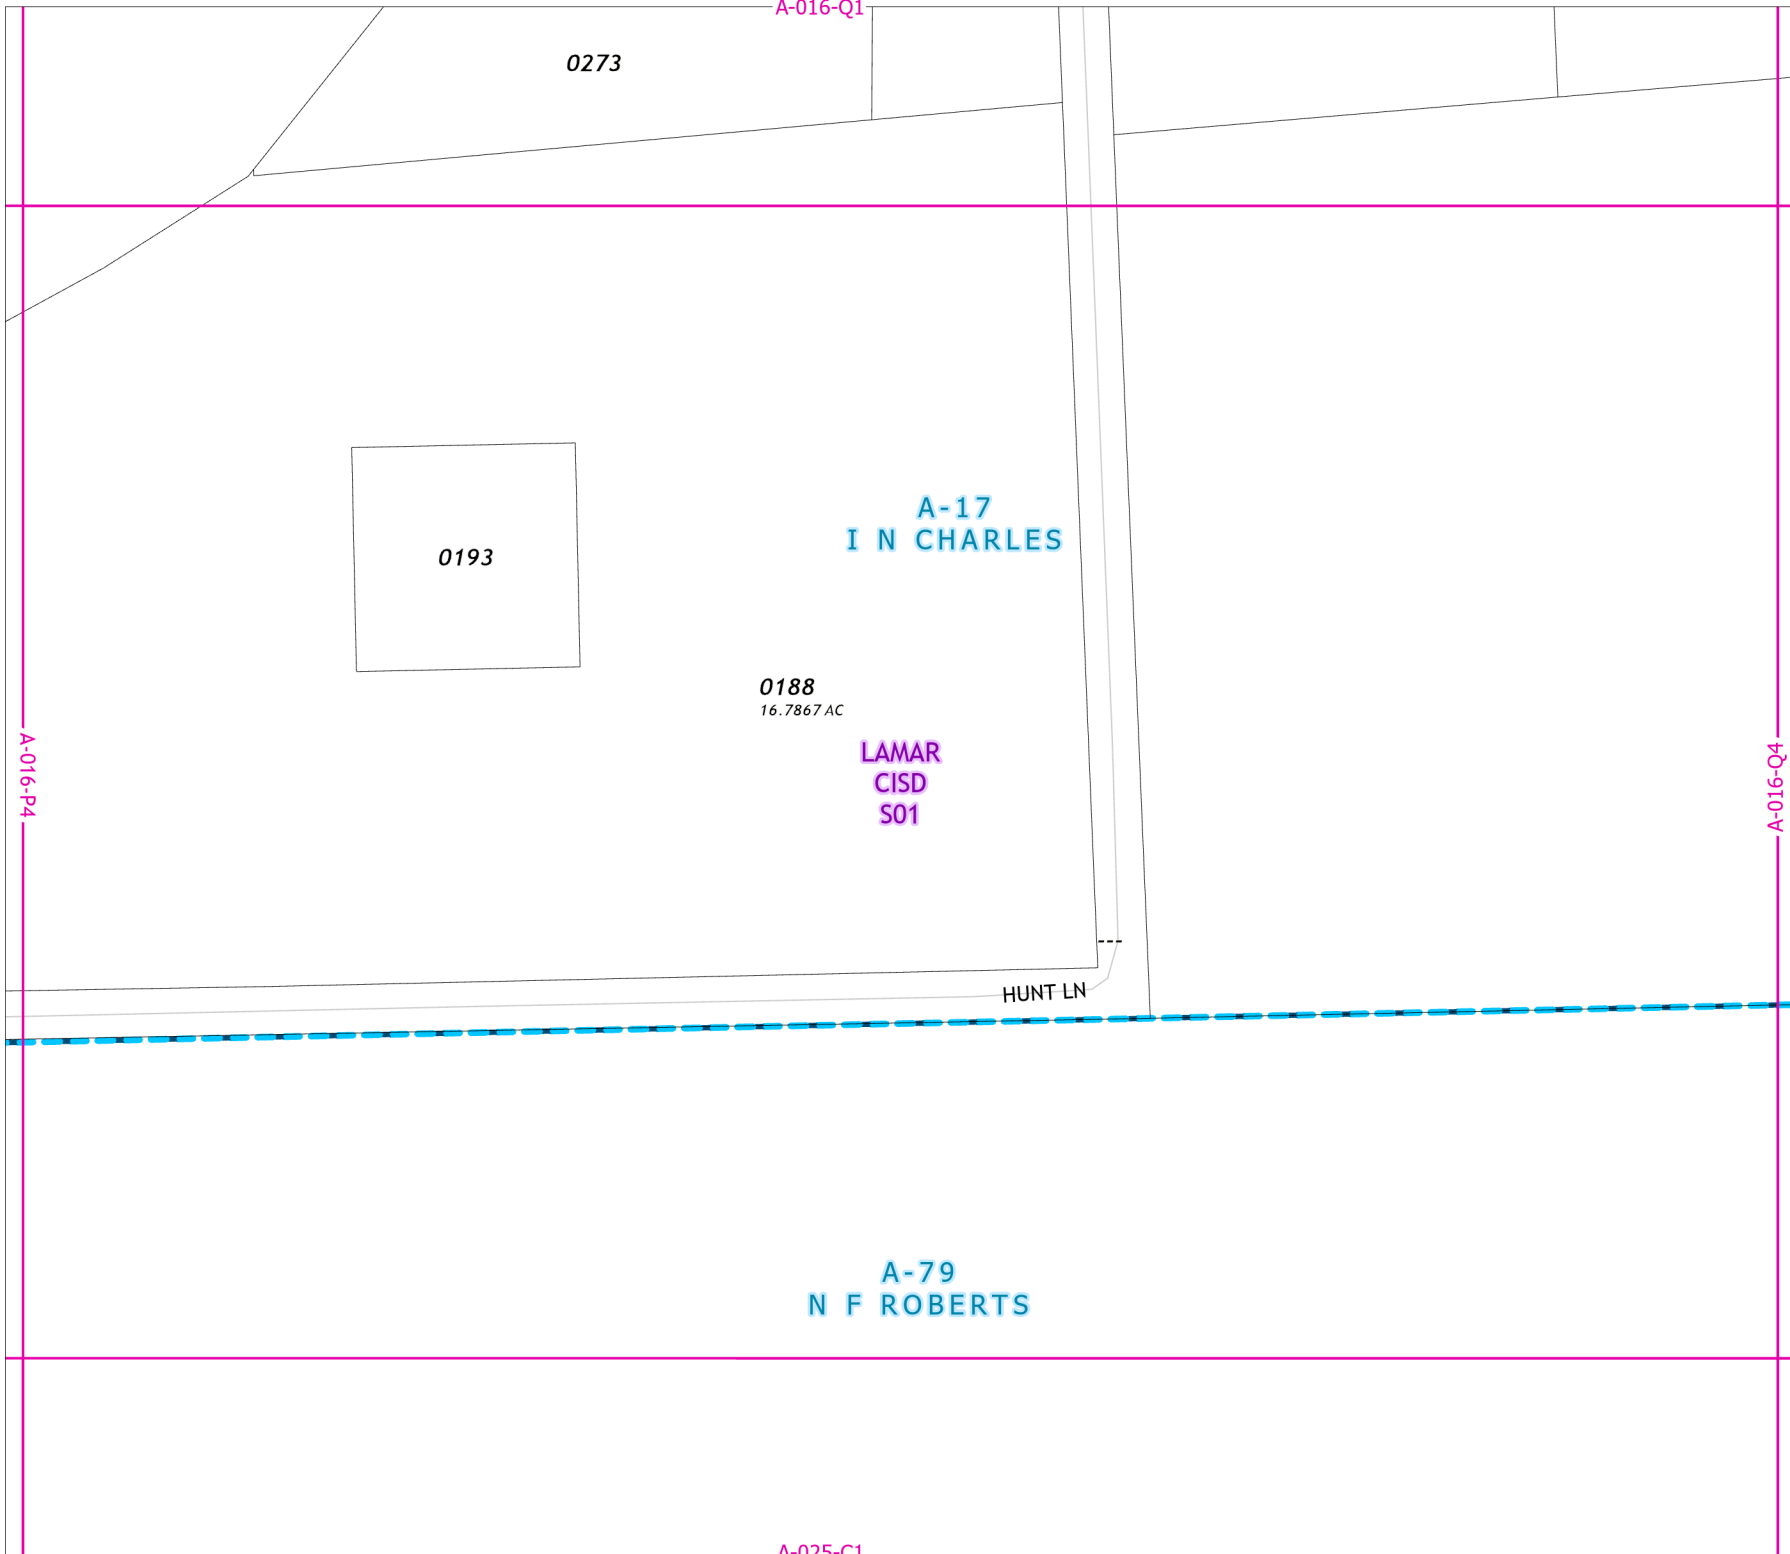 A-016-Q1
0273
A-17
I N CHARLES
0193
0188
16.7867 AC
LAMAR
CISD
S01
A-016-P4
A-016-Q4
HUNT LN
A-79
N F ROBERTS
A-025-C1